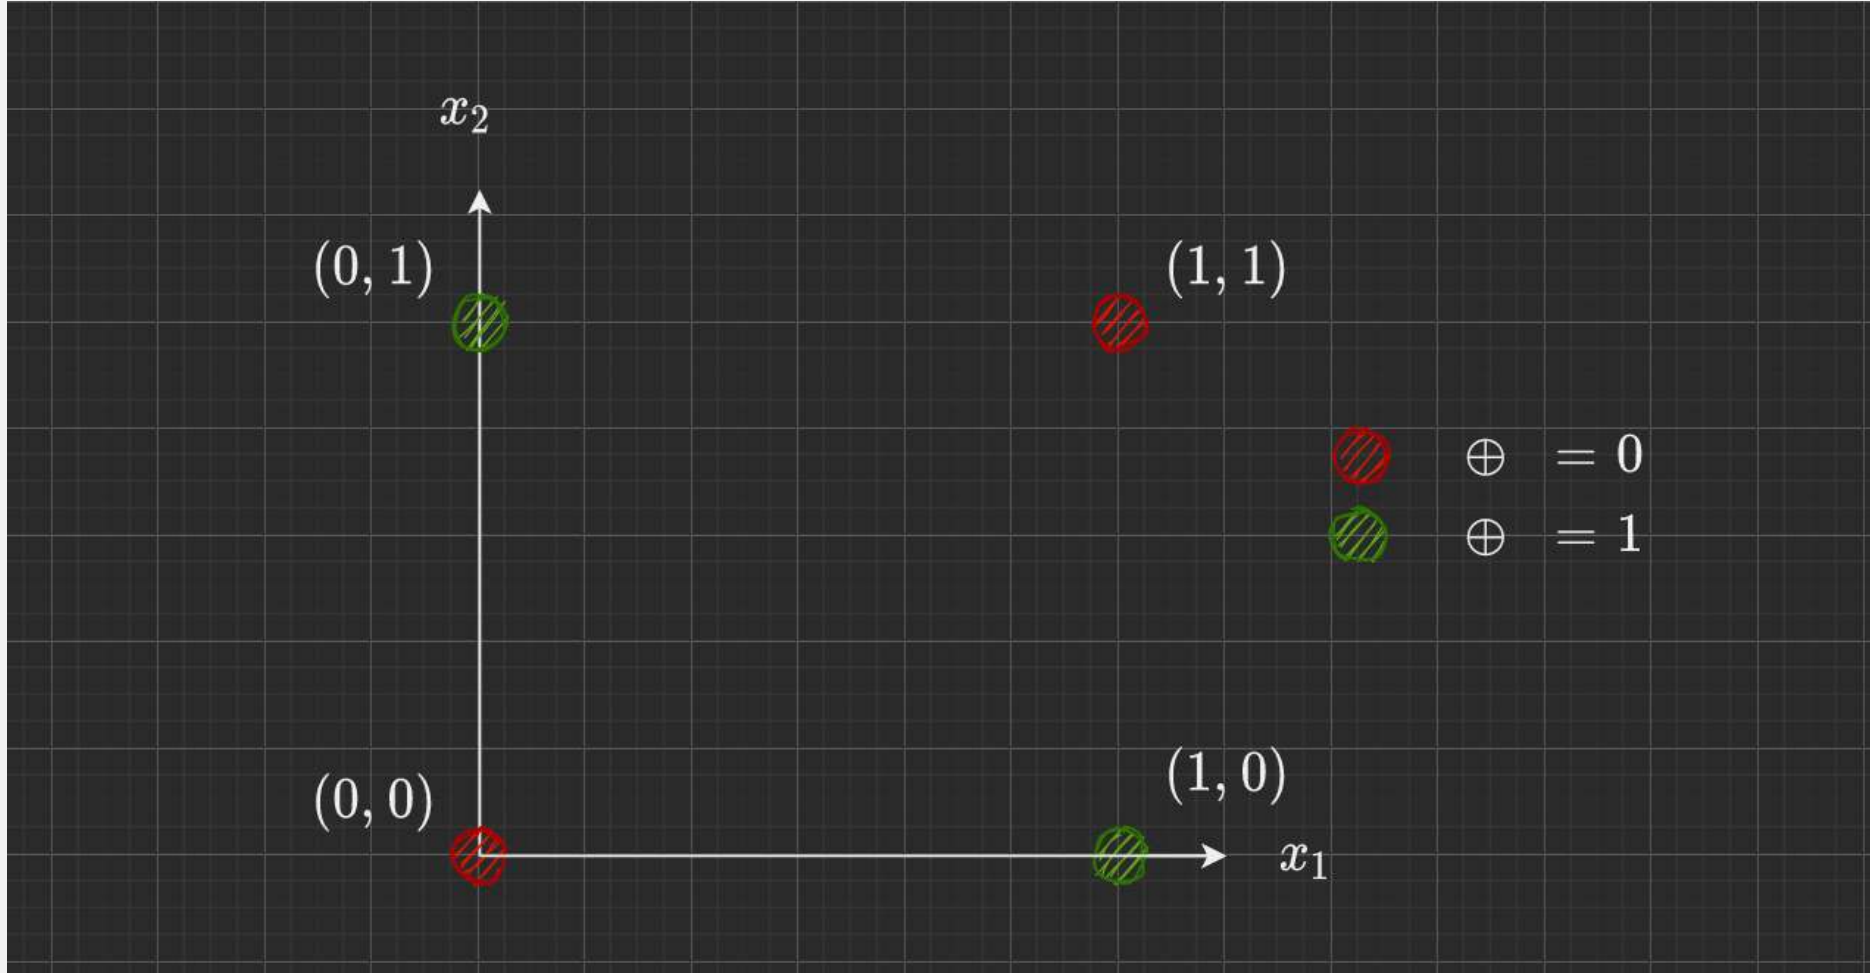 x₂
(0, 1)
(1, 1)
⊕ = 0
⊕ = 1
(0, 0)
(1, 0)
x₁